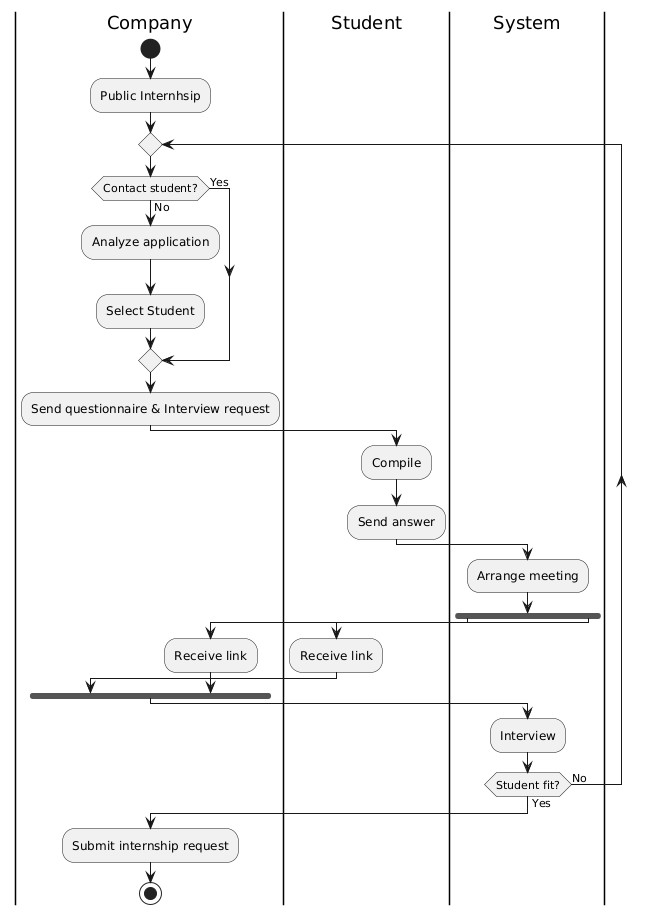 Company
Student
System
Public Internhsip
Contact student?
Yes
No
Analyze application
Select Student
Send questionnaire & Interview request
Compile
Send answer
Arrange meeting
Receive link
Receive link
Interview
Student fit?
No
Yes
Submit internship request